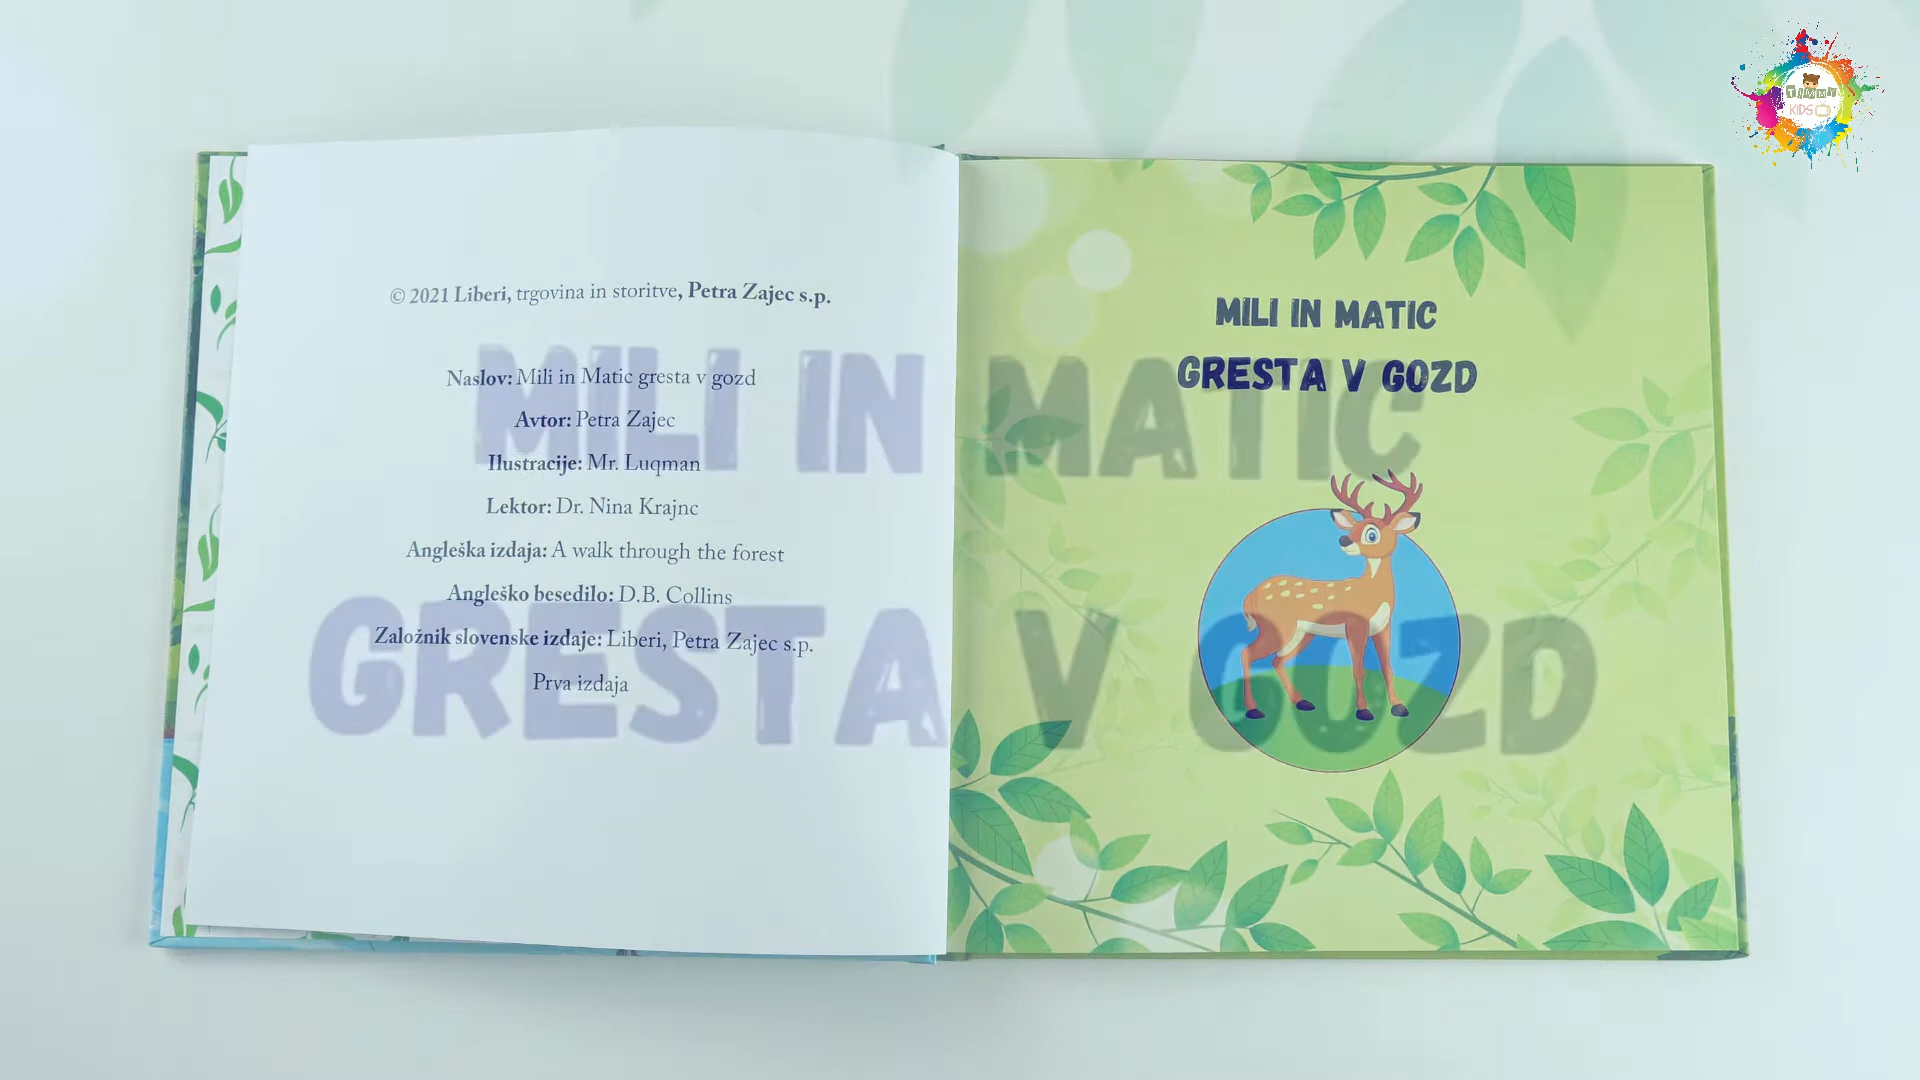 © 2021 Liberi, trgovina in storitve, Petra Zajec s.p.
Naslov: Mili in Matic gresta v gozd
Avtor: Petra Zajec
Ilustracije: Mr. Luqman
Lektor: Dr. Nina Krajnc
Angleška izdaja: A walk through the forest
Angleško besedilo: D.B. Collins
Založnik slovenske izdaje: Liberi, Petra Zajec s.p.
Prva izdaja
MILI IN MATIC
GRESTA V GOZD
MILI IN MATIC
GRESTA V GOZD
KIDS